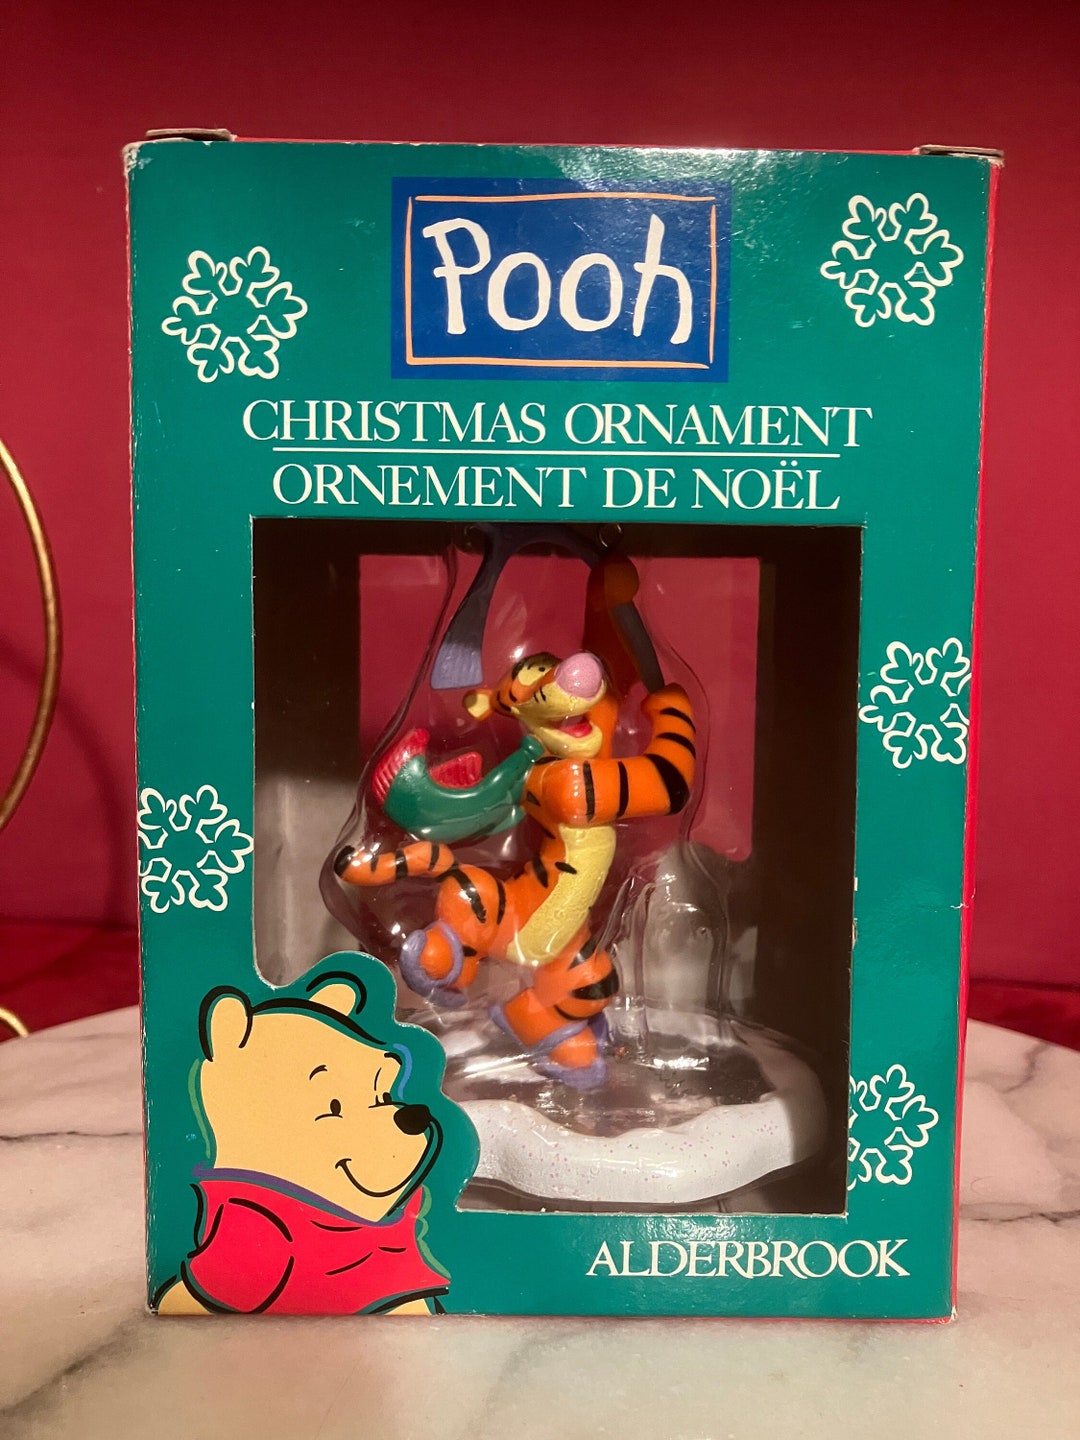 Pooh
CHRISTMAS ORNAMENT
ORNEMENT DE NOËL
ALDERBROOK